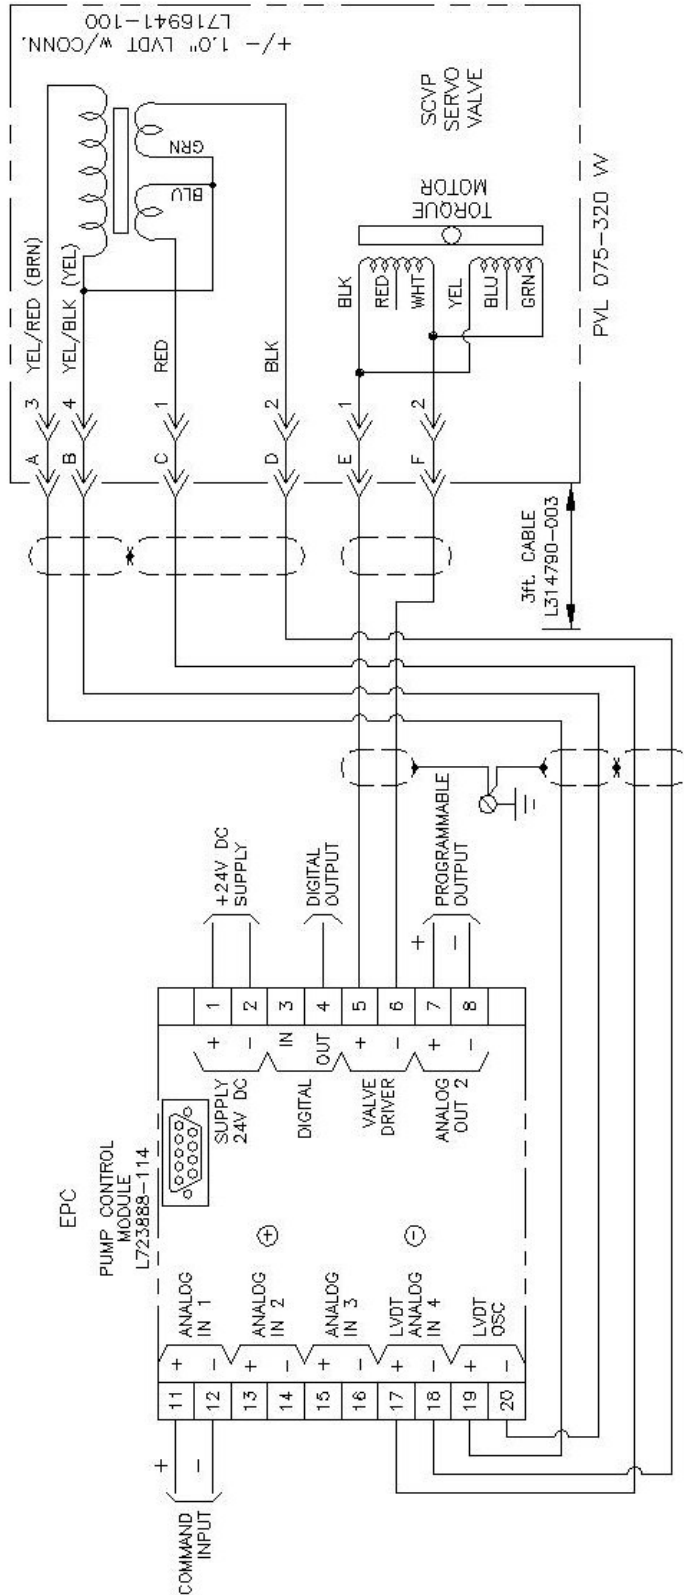 EPC
PUMP CONTROL
MODULE
L723888-114
COMMAND
INPUT
+
-
11
12
13
14
15
16
17
18
19
20
+
-
+
-
+
-
+
-
+
-
ANALOG
IN 1
ANALOG
IN 2
ANALOG
IN 3
LVDT
ANALOG
IN 4
LVDT
OSC
+
-
SUPPLY
24V DC
DIGITAL
VALVE
DRIVER
ANALOG
OUT 2
+
-
IN
OUT
+
-
+
-
1
2
3
4
5
6
7
8
+24V DC
SUPPLY
DIGITAL
OUTPUT
+
-
PROGRAMMABLE
OUTPUT
3ft. CABLE
L314790-003
A
B
C
D
E
F
3
4
1
2
1
2
YEL/RED (BRN)
YEL/BLK (YEL)
RED
BLK
BLU
GRN
BLK
RED
WHT
YEL
BLU
GRN
TORQUE
MOTOR
SCVP
SERVO
VALVE
+/- 1.0" LVDT w/CONN.
L716941-100
PVL 075-320 W